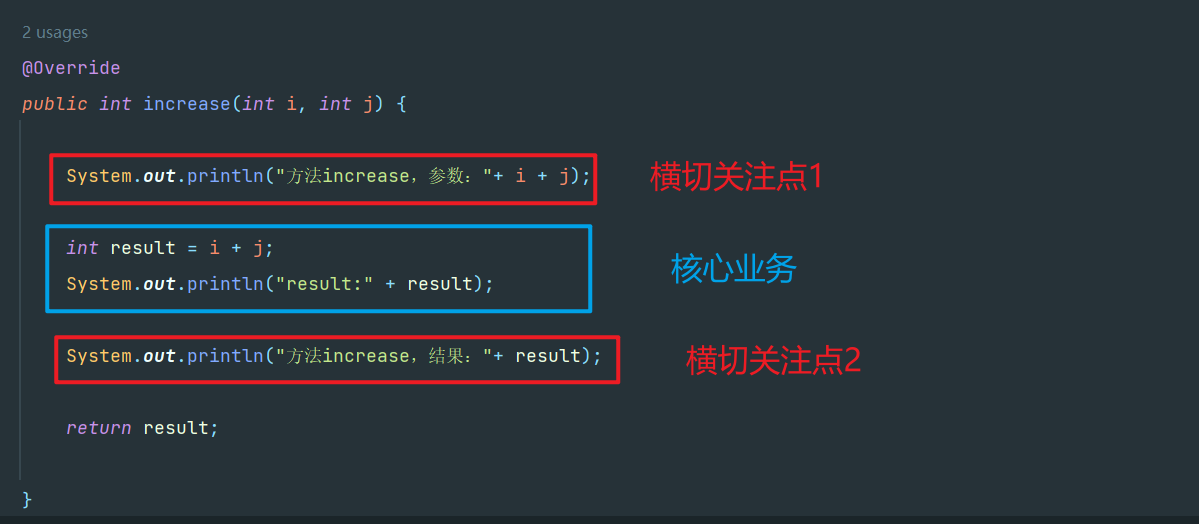 2 usages
@Override
public int increase(int i, int j) {
System.out.println("方法increase，参数："+ i + j);
横切关注点1
int result = i + j;
System.out.println("result:" + result);
核心业务
System.out.println("方法increase，结果："+ result);
横切关注点2
return result;
}